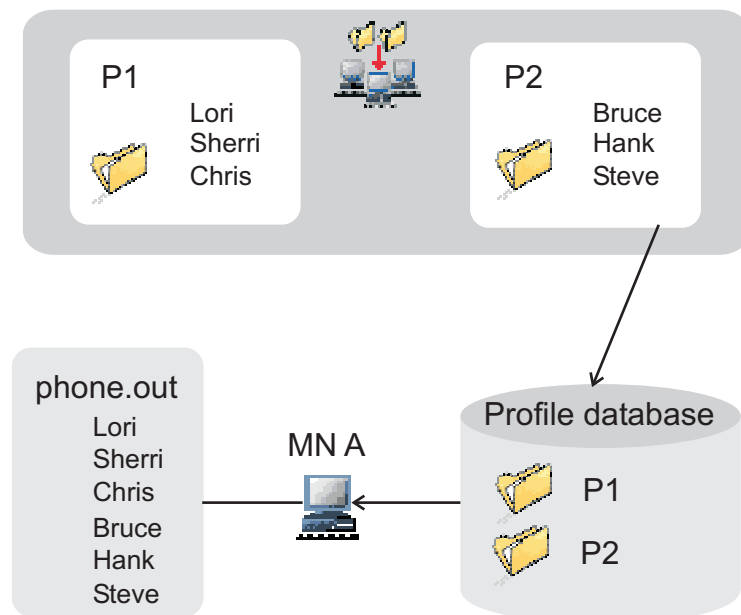 P1
Lori
Sherri
Chris
P2
Bruce
Hank
Steve
phone.out
Lori
Sherri
Chris
Bruce
Hank
Steve
MN A
Profile database
P1
P2